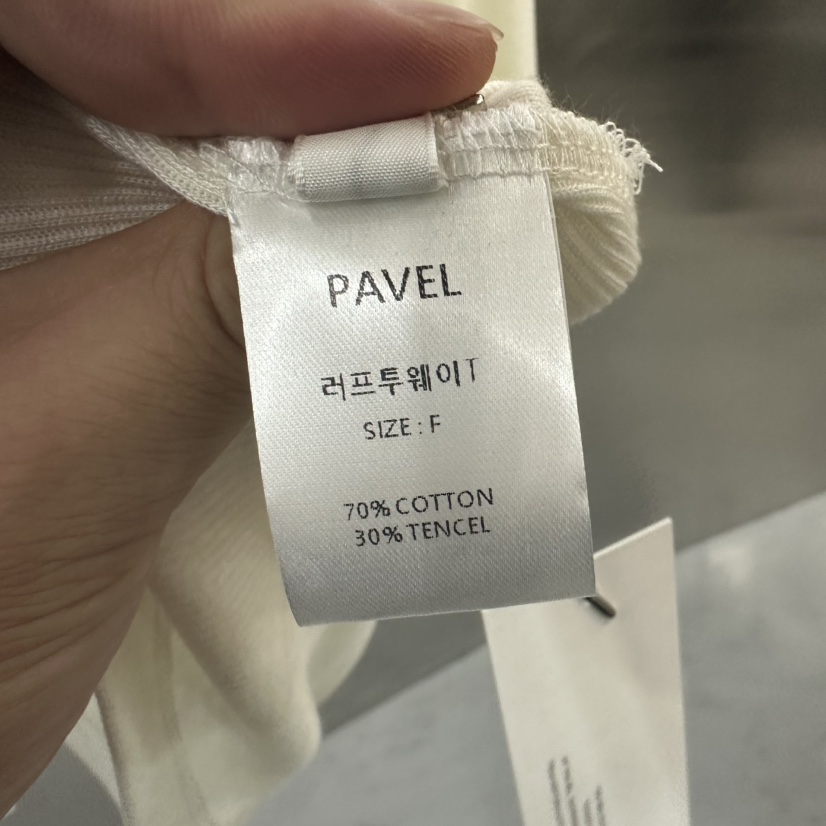 PAVEL
러프투웨이T
SIZE : F
70% COTTON
30% TENCEL